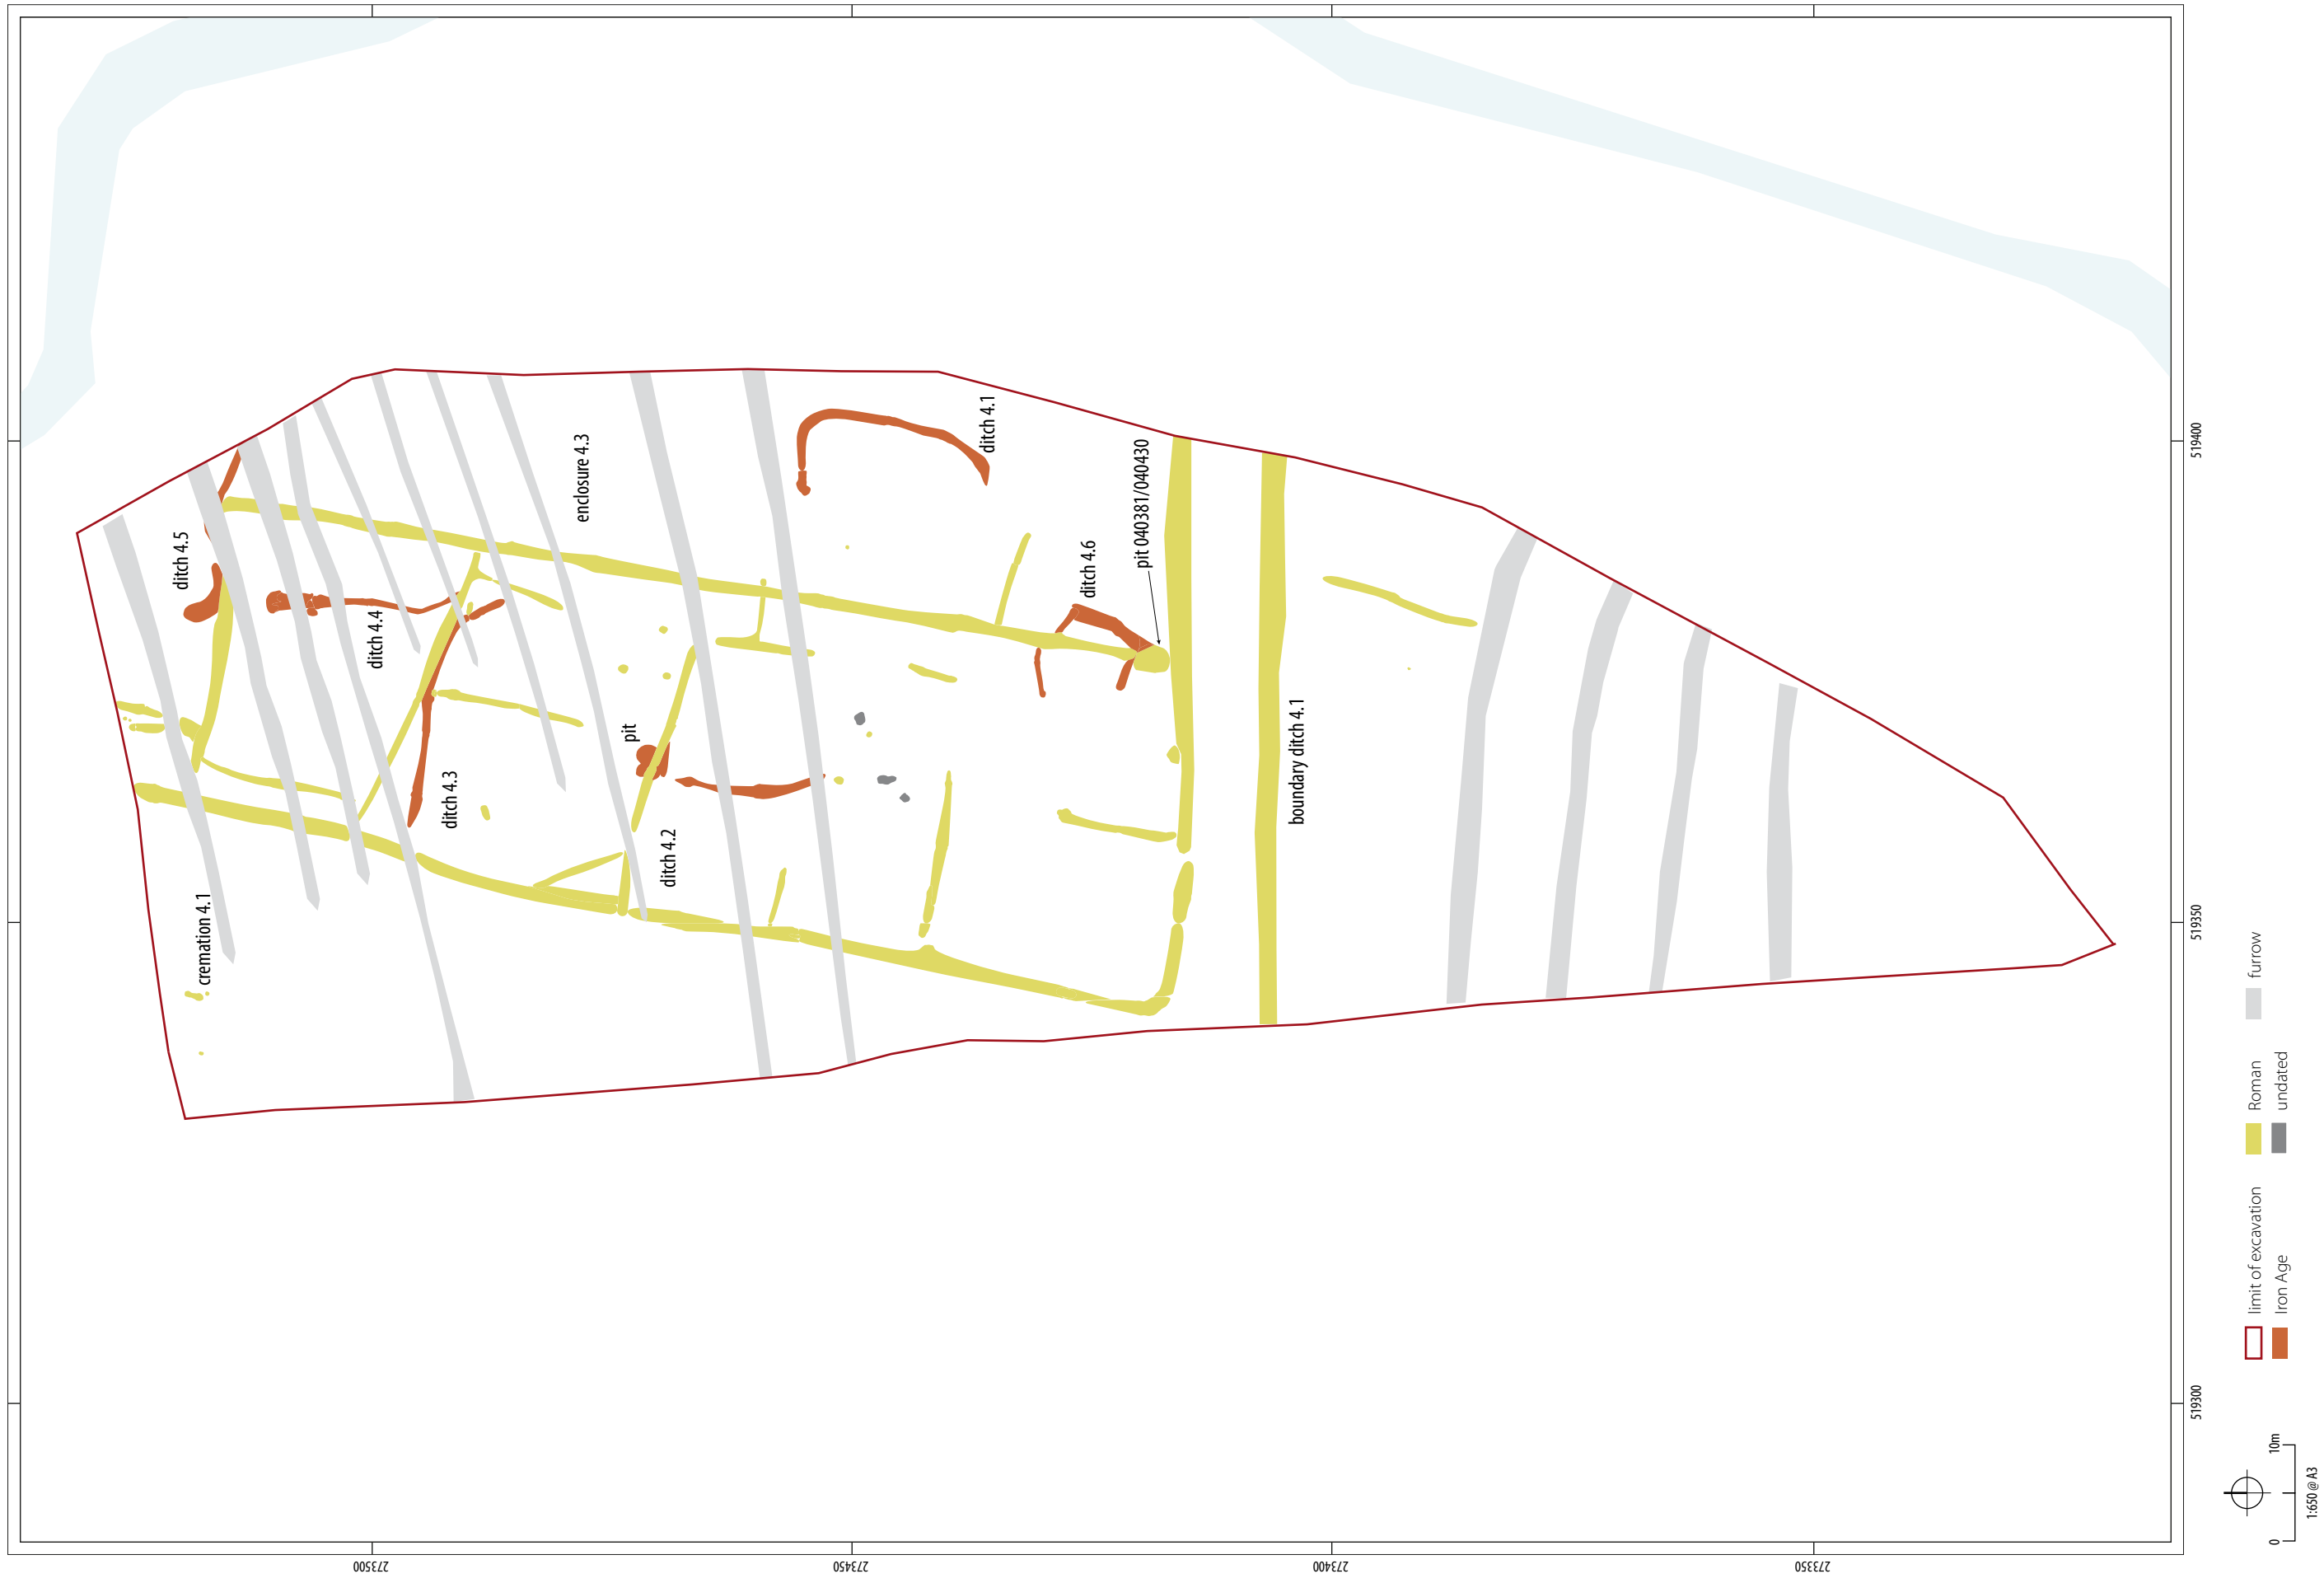 ditch 4.5
cremation 4.1
ditch 4.4
ditch 4.3
enclosure 4.3
pit
ditch 4.2
ditch 4.1
ditch 4.6
pit 040381/040430
boundary ditch 4.1
519400
519350
519300
273500
273450
273400
273350
limit of excavation
Iron Age
Roman
undated
furrow
0
10m
1:650 @ A3